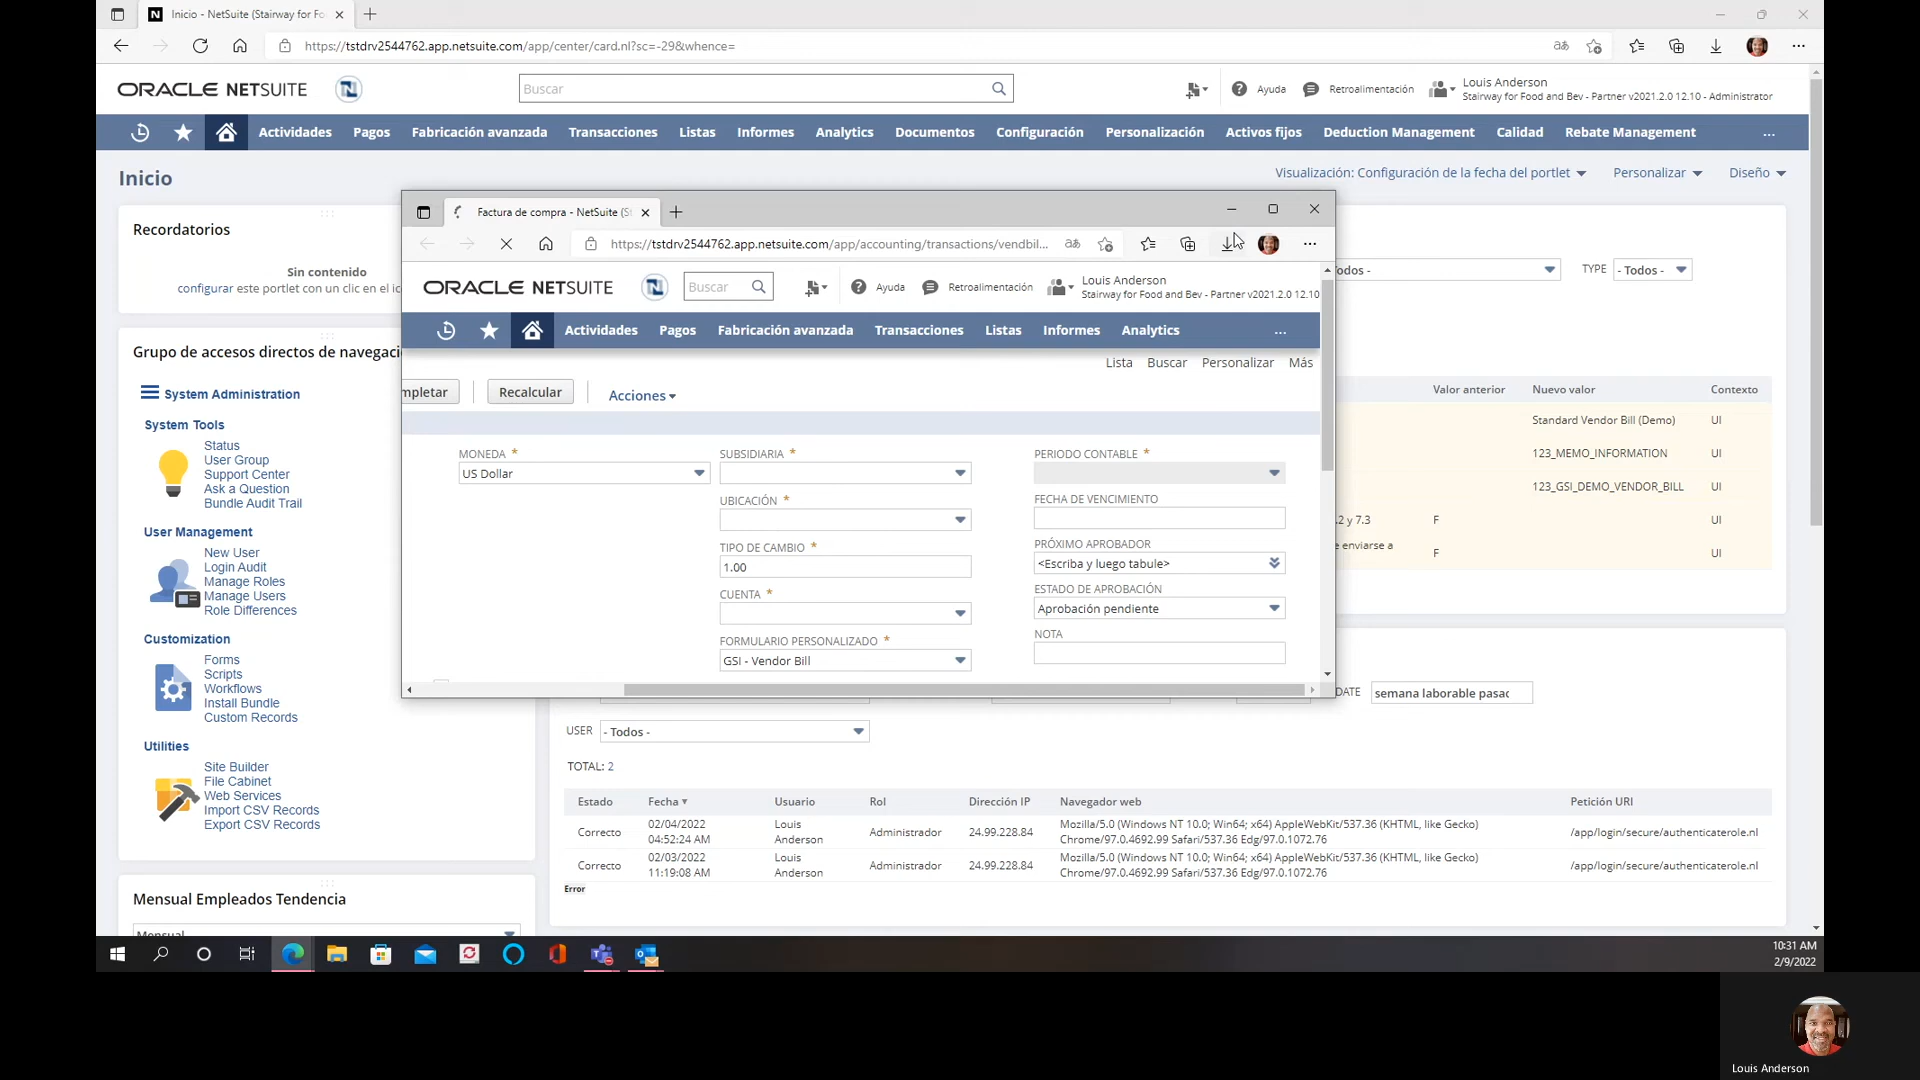 Inicio - NetSuite (Stairway for Fo
https://tstdrv2544762.app.netsuite.com/app/center/card.nl?sc=-29&whence=
ORACLE NETSUITE
Buscar
Ayuda
Retroalimentación
Louis Anderson
Stairway for Food and Bev - Partner v2021.2.0 12.10 - Administrator
Actividades Pagos Fabricación avanzada Transacciones Listas Informes Analytics Documentos Configuración Personalización Activos fijos Deduction Management Calidad Rebate Management ...
Inicio
Visualización: Configuración de la fecha del portlet Personalizar Diseño
Recordatorios
Sin contenido
configurar este portlet con un clic en el ic
Grupo de accesos directos de navegaci
System Administration
System Tools
Status
User Group
Support Center
Ask a Question
Bundle Audit Trail
User Management
New User
Login Audit
Manage Roles
Manage Users
Role Differences
Customization
Forms
Scripts
Workflows
Install Bundle
Custom Records
Utilities
Site Builder
File Cabinet
Web Services
Import CSV Records
Export CSV Records
Mensual Empleados Tendencia
Mensual
Factura de compra - NetSuite (S
https://tstdrv2544762.app.netsuite.com/app/accounting/transactions/vendbil...
ORACLE NETSUITE
Buscar
Ayuda
Retroalimentación
Louis Anderson
Stairway for Food and Bev - Partner v2021.2.0 12.10
Actividades Pagos Fabricación avanzada Transacciones Listas Informes Analytics ...
Lista Buscar Personalizar Más
mpletar Recalcular Acciones
MONEDA *
US Dollar
SUBSIDIARIA *
UBICACIÓN *
TIPO DE CAMBIO *
1.00
CUENTA *
FORMULARIO PERSONALIZADO *
GSI - Vendor Bill
PERIODO CONTABLE *
FECHA DE VENCIMIENTO
PRÓXIMO APROBADOR
<Escriba y luego tabule>
ESTADO DE APROBACIÓN
Aprobación pendiente
NOTA
odos - TYPE - Todos -
Valor anterior Nuevo valor Contexto
Standard Vendor Bill (Demo) UI
123_MEMO_INFORMATION UI
123_GSI_DEMO_VENDOR_BILL UI
.2 y 7.3 F UI
e enviarse a F UI
DATE semana laborable pasac
USER - Todos -
TOTAL: 2
Estado Fecha Usuario Rol Dirección IP Navegador web Petición URI
Correcto 02/04/2022 04:52:24 AM Louis Anderson Administrador 24.99.228.84 Mozilla/5.0 (Windows NT 10.0; Win64; x64) AppleWebKit/537.36 (KHTML, like Gecko) Chrome/97.0.4692.99 Safari/537.36 Edg/97.0.1072.76 /app/login/secure/authenticaterole.nl
Correcto 02/03/2022 11:19:08 AM Louis Anderson Administrador 24.99.228.84 Mozilla/5.0 (Windows NT 10.0; Win64; x64) AppleWebKit/537.36 (KHTML, like Gecko) Chrome/97.0.4692.99 Safari/537.36 Edg/97.0.1072.76 /app/login/secure/authenticaterole.nl
Error
10:31 AM
2/9/2022
Louis Anderson